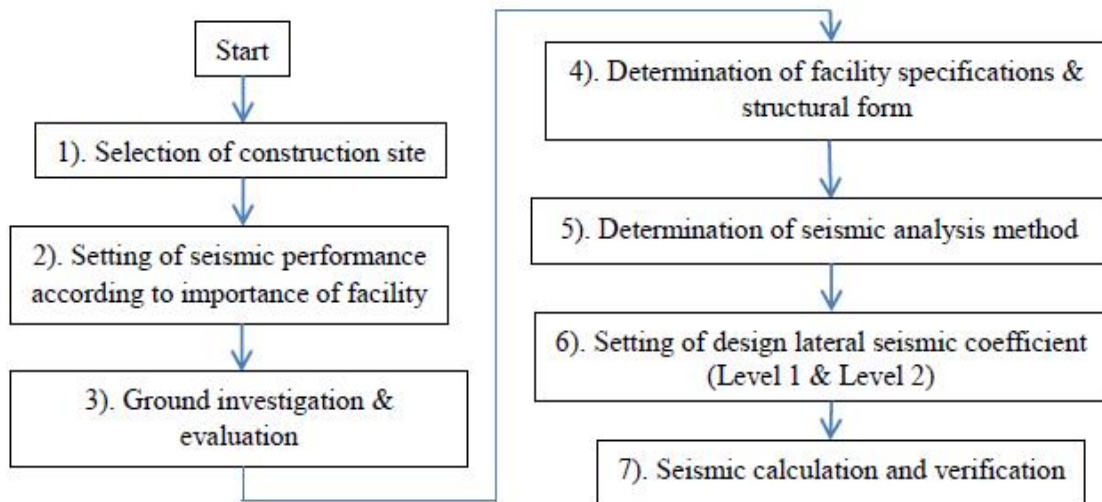 Start
1). Selection of construction site
2). Setting of seismic performance
according to importance of facility
3). Ground investigation &
evaluation
4). Determination of facility specifications &
structural form
5). Determination of seismic analysis method
6). Setting of design lateral seismic coefficient
(Level 1 & Level 2)
7). Seismic calculation and verification